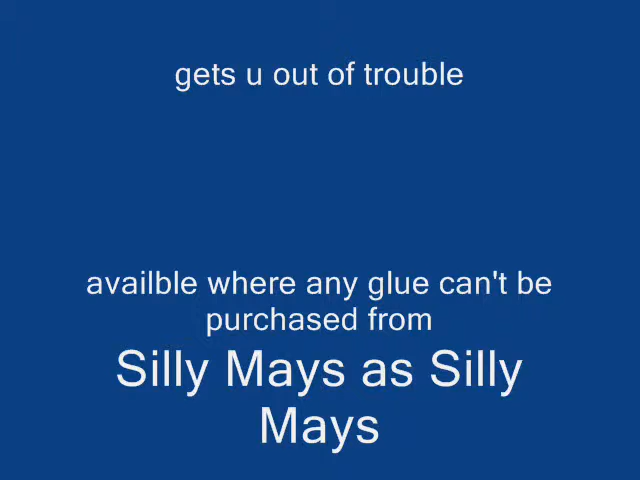 gets u out of trouble
availble where any glue can't be
purchased from
Silly Mays as Silly
Mays